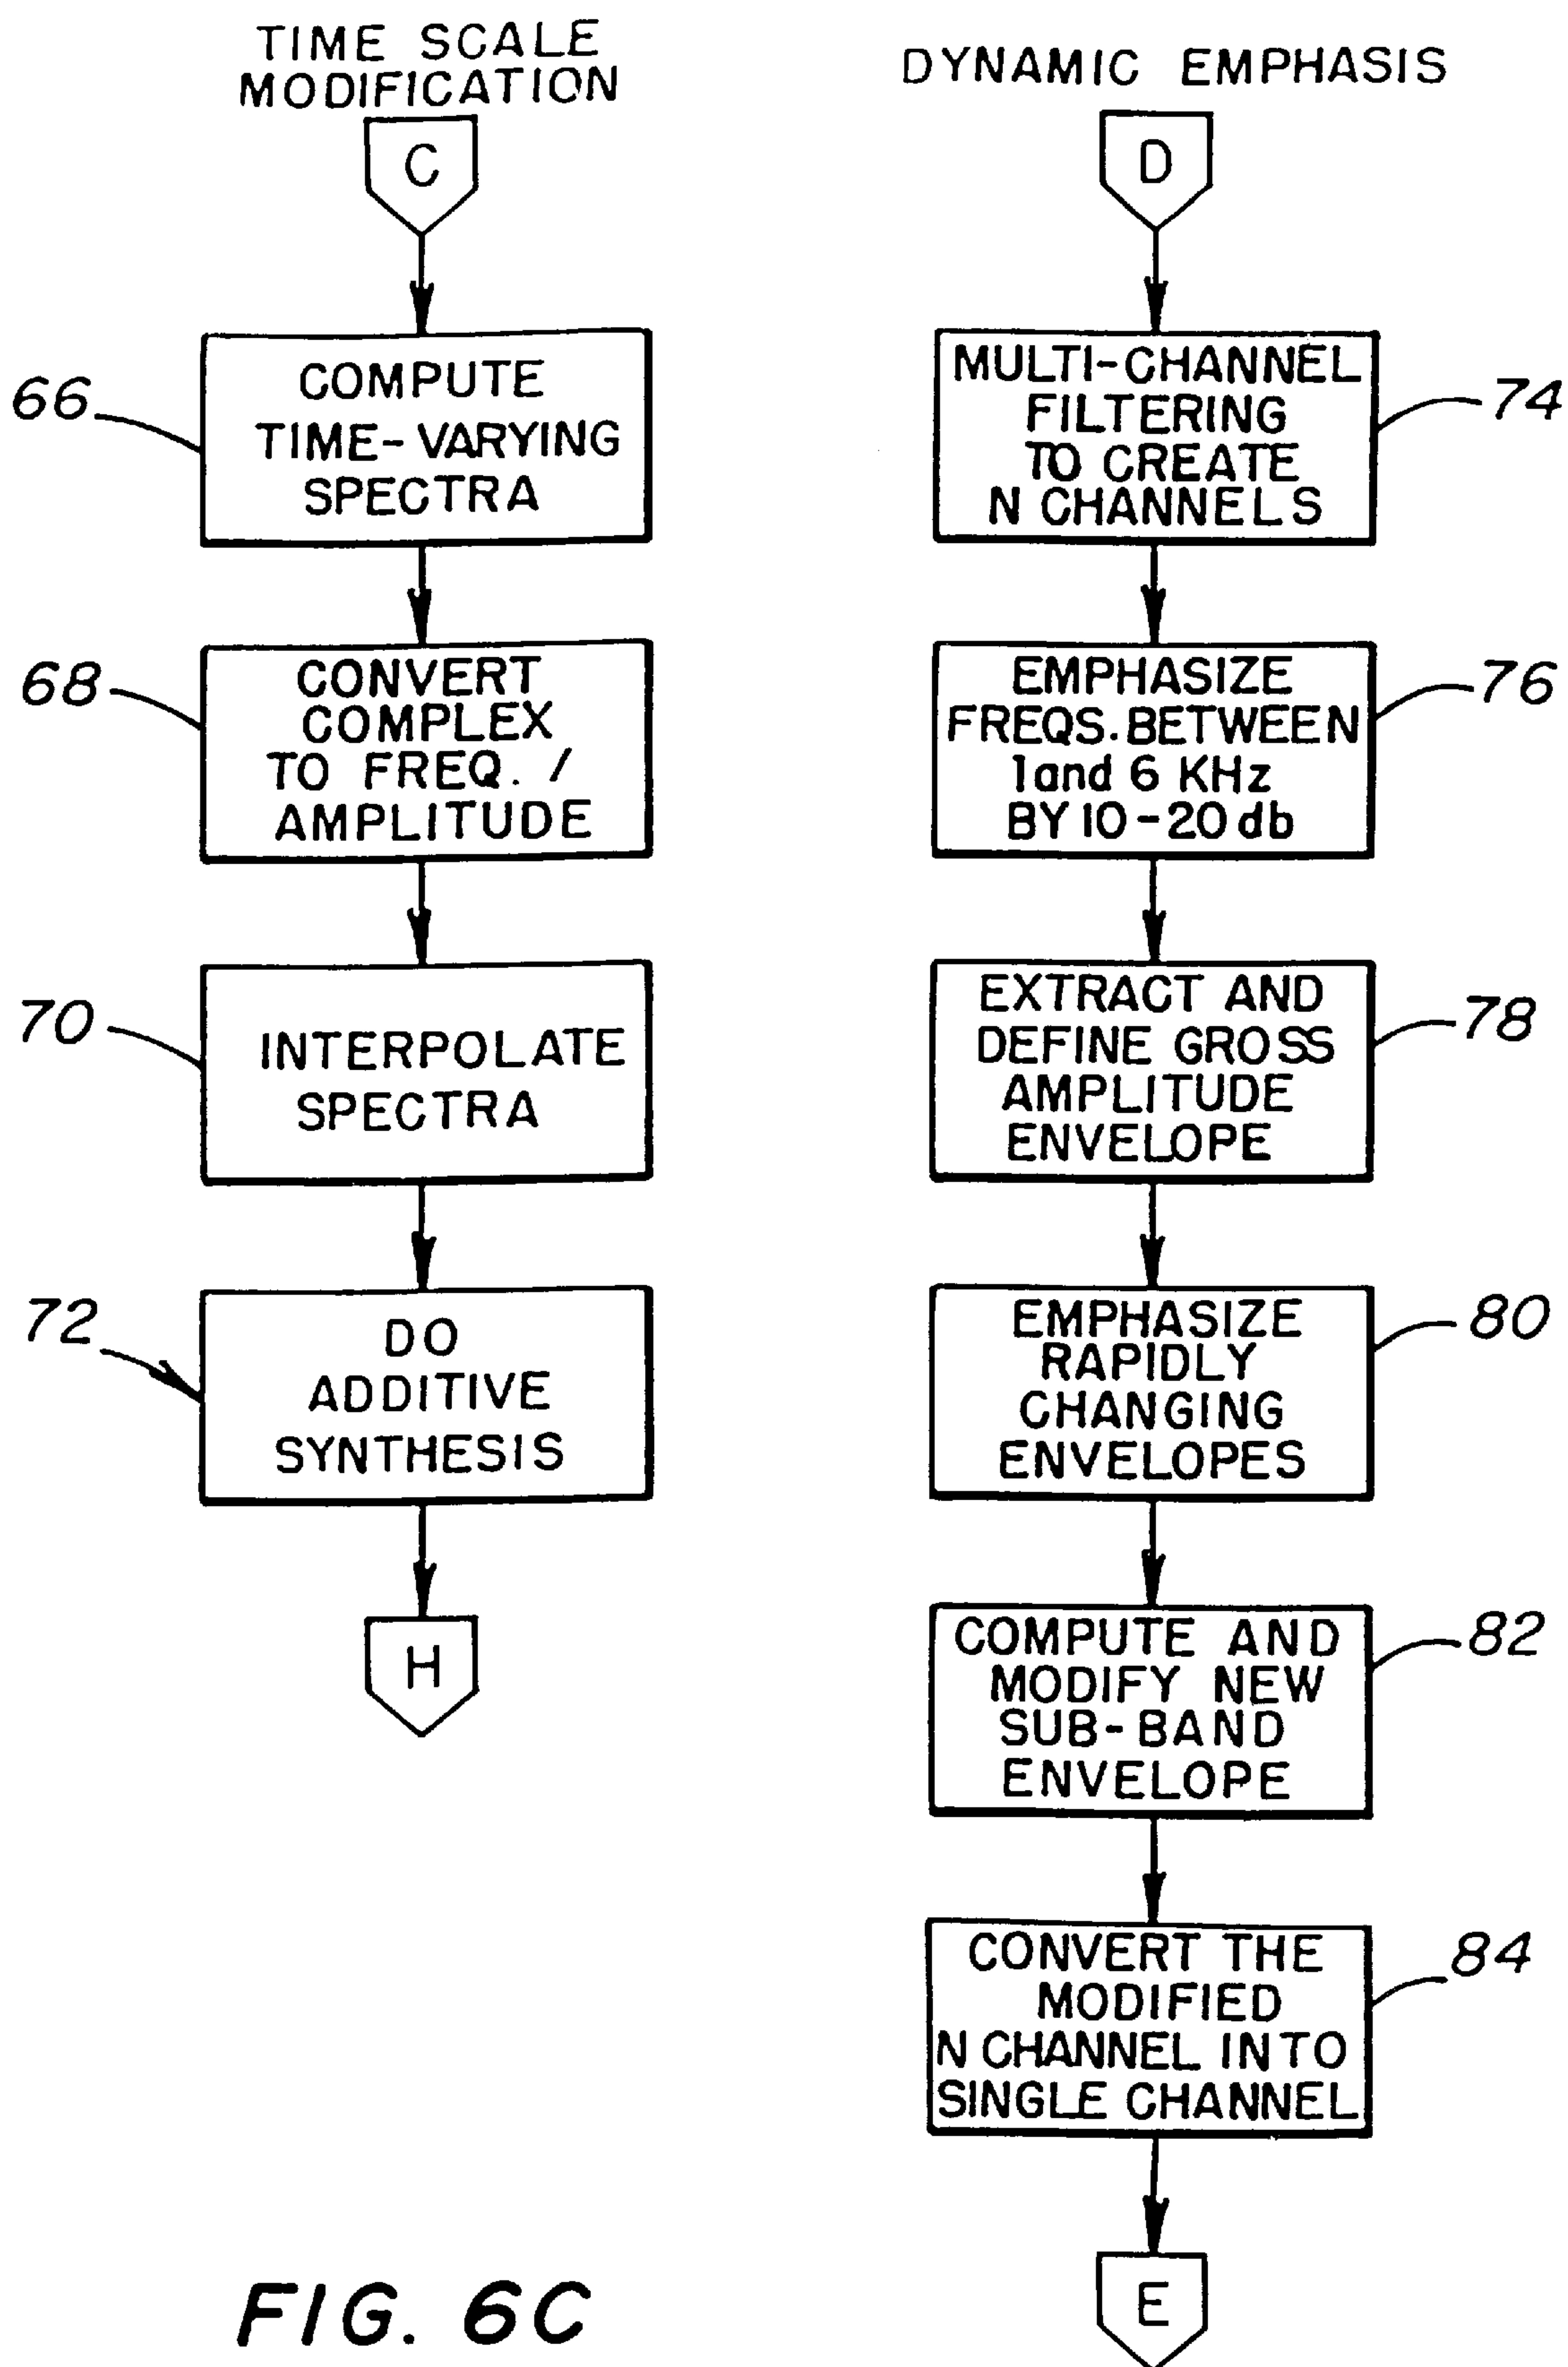 TIME SCALE
MODIFICATION
C
66
COMPUTE
TIME-VARYING
SPECTRA
68
CONVERT
COMPLEX
TO FREQ. /
AMPLITUDE
70
INTERPOLATE
SPECTRA
72
DO
ADDITIVE
SYNTHESIS
H
DYNAMIC EMPHASIS
D
MULTI-CHANNEL
FILTERING
TO CREATE
N CHANNELS
74
EMPHASIZE
FREQS. BETWEEN
1 and 6 KHz
BY 10-20 db
76
EXTRACT AND
DEFINE GROSS
AMPLITUDE
ENVELOPE
78
EMPHASIZE
RAPIDLY
CHANGING
ENVELOPES
80
COMPUTE AND
MODIFY NEW
SUB-BAND
ENVELOPE
82
CONVERT THE
MODIFIED
N CHANNEL INTO
SINGLE CHANNEL
84
E
FIG. 6C